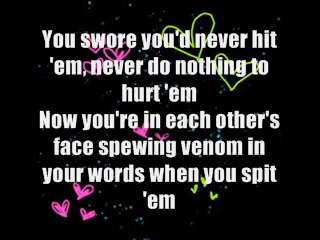 You swore you'd never hit
'em, never do nothing to
hurt 'em
Now you're in each other's
face spewing venom in
your words when you spit
'em